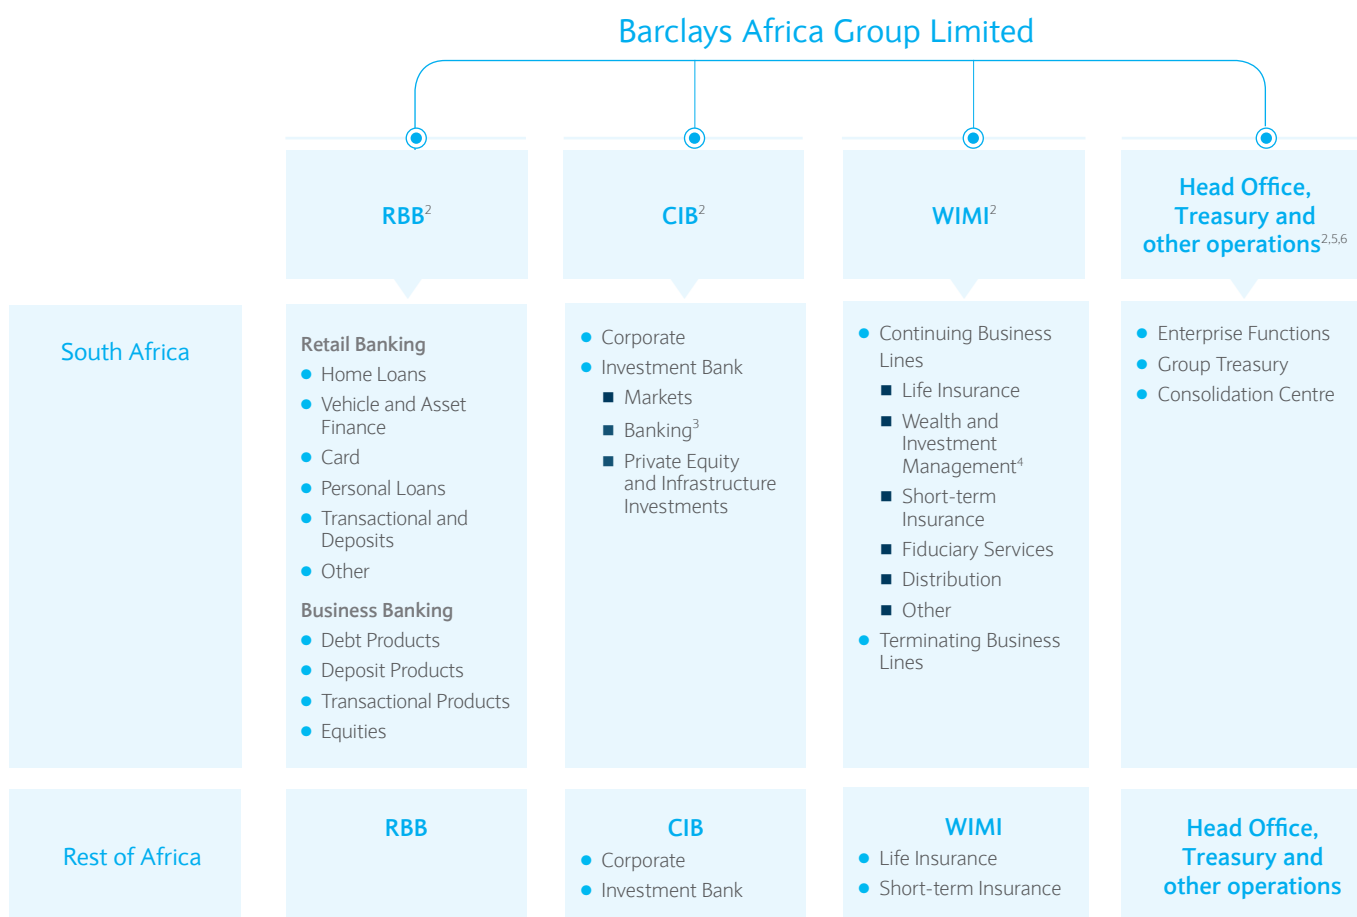 Barclays Africa Group Limited
RBB2
CIB2
WIMI2
Head Office,
Treasury and
other operations2,5,6
South Africa
Retail Banking
Home Loans
Vehicle and Asset
Finance
Card
Personal Loans
Transactional and
Deposits
Other
Business Banking
Debt Products
Deposit Products
Transactional Products
Equities
Corporate
Investment Bank
Markets
Banking3
Private Equity
and Infrastructure
Investments
Continuing Business
Lines
Life Insurance
Wealth and
Investment
Management4
Short-term
Insurance
Fiduciary Services
Distribution
Other
Terminating Business
Lines
Enterprise Functions
Group Treasury
Consolidation Centre
Rest of Africa
RBB
CIB
Corporate
Investment Bank
WIMI
Life Insurance
Short-term Insurance
Head Office,
Treasury and
other operations